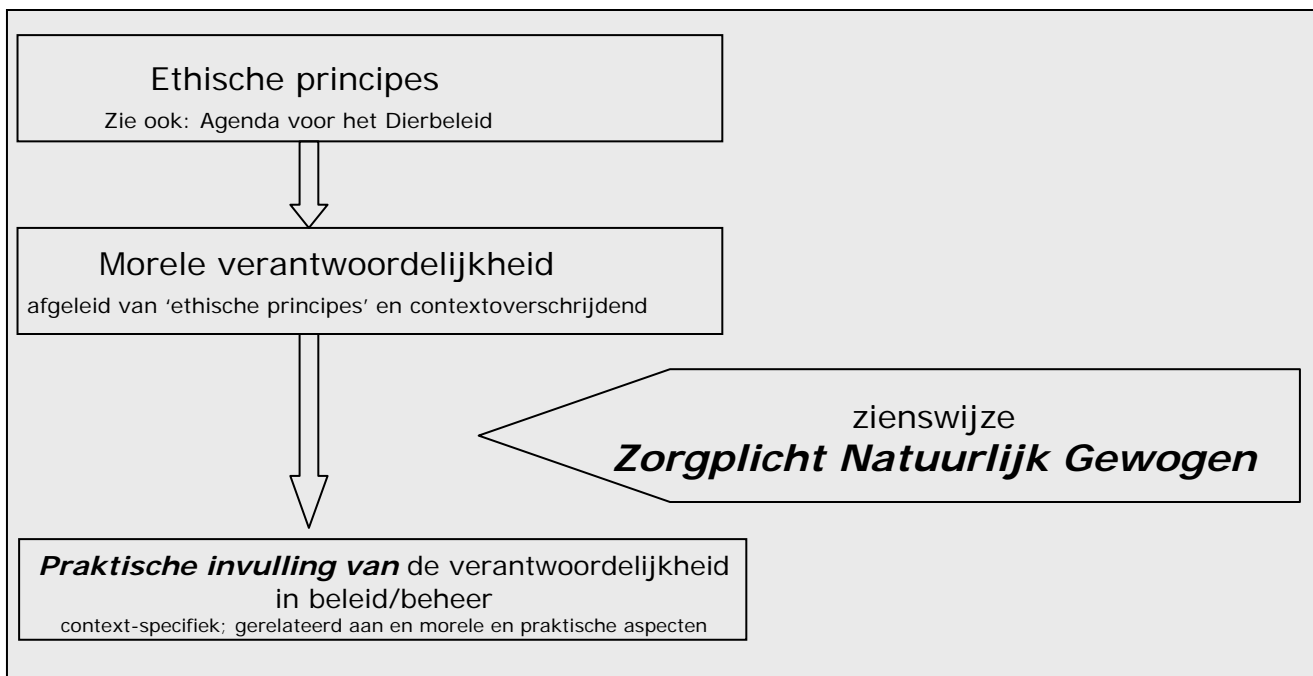 Ethische principes
Zie ook: Agenda voor het Dierbeleid
Morele verantwoordelijkheid
afgeleid van ‘ethische principes’ en contextoverschrijdend
zienswijze
Zorgplicht Natuurlijk Gewogen
Praktische invulling van de verantwoordelijkheid
in beleid/beheer
context-specifiek; gerelateerd aan en morele en praktische aspecten